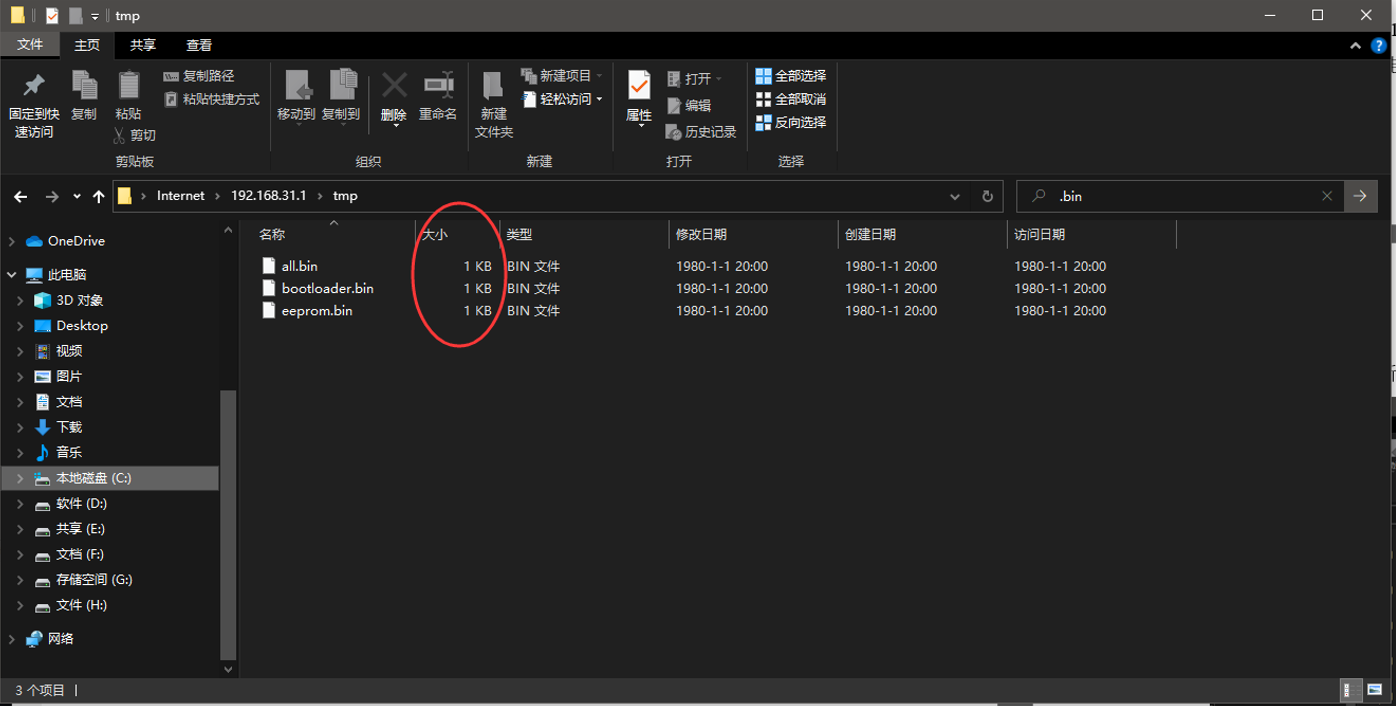 tmp
文件 主页 共享 查看
固定到快速访问
复制
粘贴
复制路径
粘贴快捷方式
剪切
剪贴板
移动到
复制到
删除
重命名
组织
新建文件夹
新建项目
轻松访问
新建
属性
打开
编辑
历史记录
打开
全部选择
全部取消
反向选择
选择
Internet 192.168.31.1 tmp
.bin
OneDrive
此电脑
3D 对象
Desktop
视频
图片
文档
下载
音乐
本地磁盘 (C:)
软件 (D:)
共享 (E:)
文档 (F:)
存储空间 (G:)
文件 (H:)
网络
名称 大小 类型 修改日期 创建日期 访问日期
all.bin 1 KB BIN 文件 1980-1-1 20:00 1980-1-1 20:00 1980-1-1 20:00
bootloader.bin 1 KB BIN 文件 1980-1-1 20:00 1980-1-1 20:00 1980-1-1 20:00
eeprom.bin 1 KB BIN 文件 1980-1-1 20:00 1980-1-1 20:00 1980-1-1 20:00
3 个项目